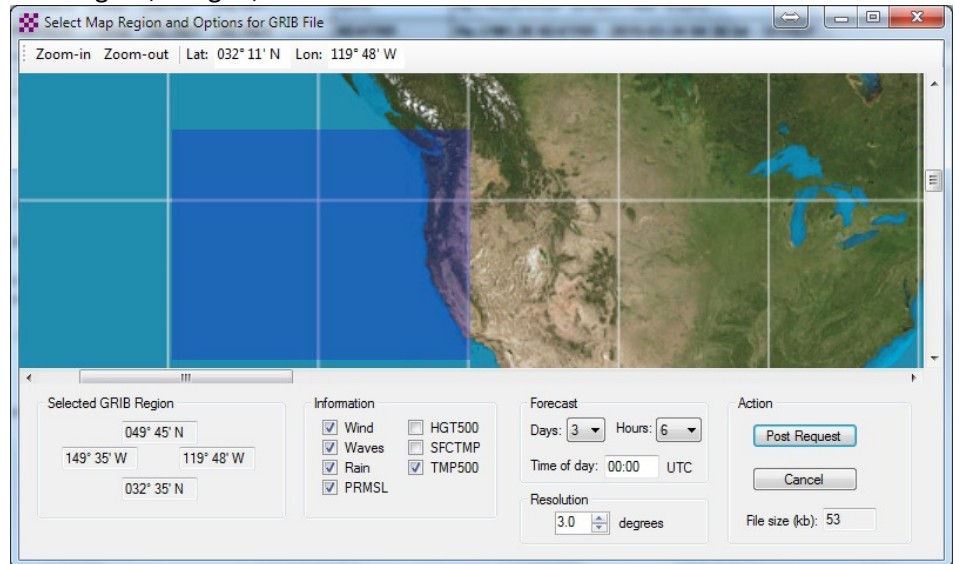 Select Map Region and Options for GRIB File
Zoom-in Zoom-out Lat: 032° 11' N Lon: 119° 48' W
Selected GRIB Region
049° 45' N
149° 35' W 119° 48' W
032° 35' N
Information
Wind HGT500
Waves SFCTMP
Rain TMP500
PRMSL
Forecast
Days: 3 Hours: 6
Time of day: 00:00 UTC
Resolution
3.0 degrees
Action
Post Request
Cancel
File size (kb): 53